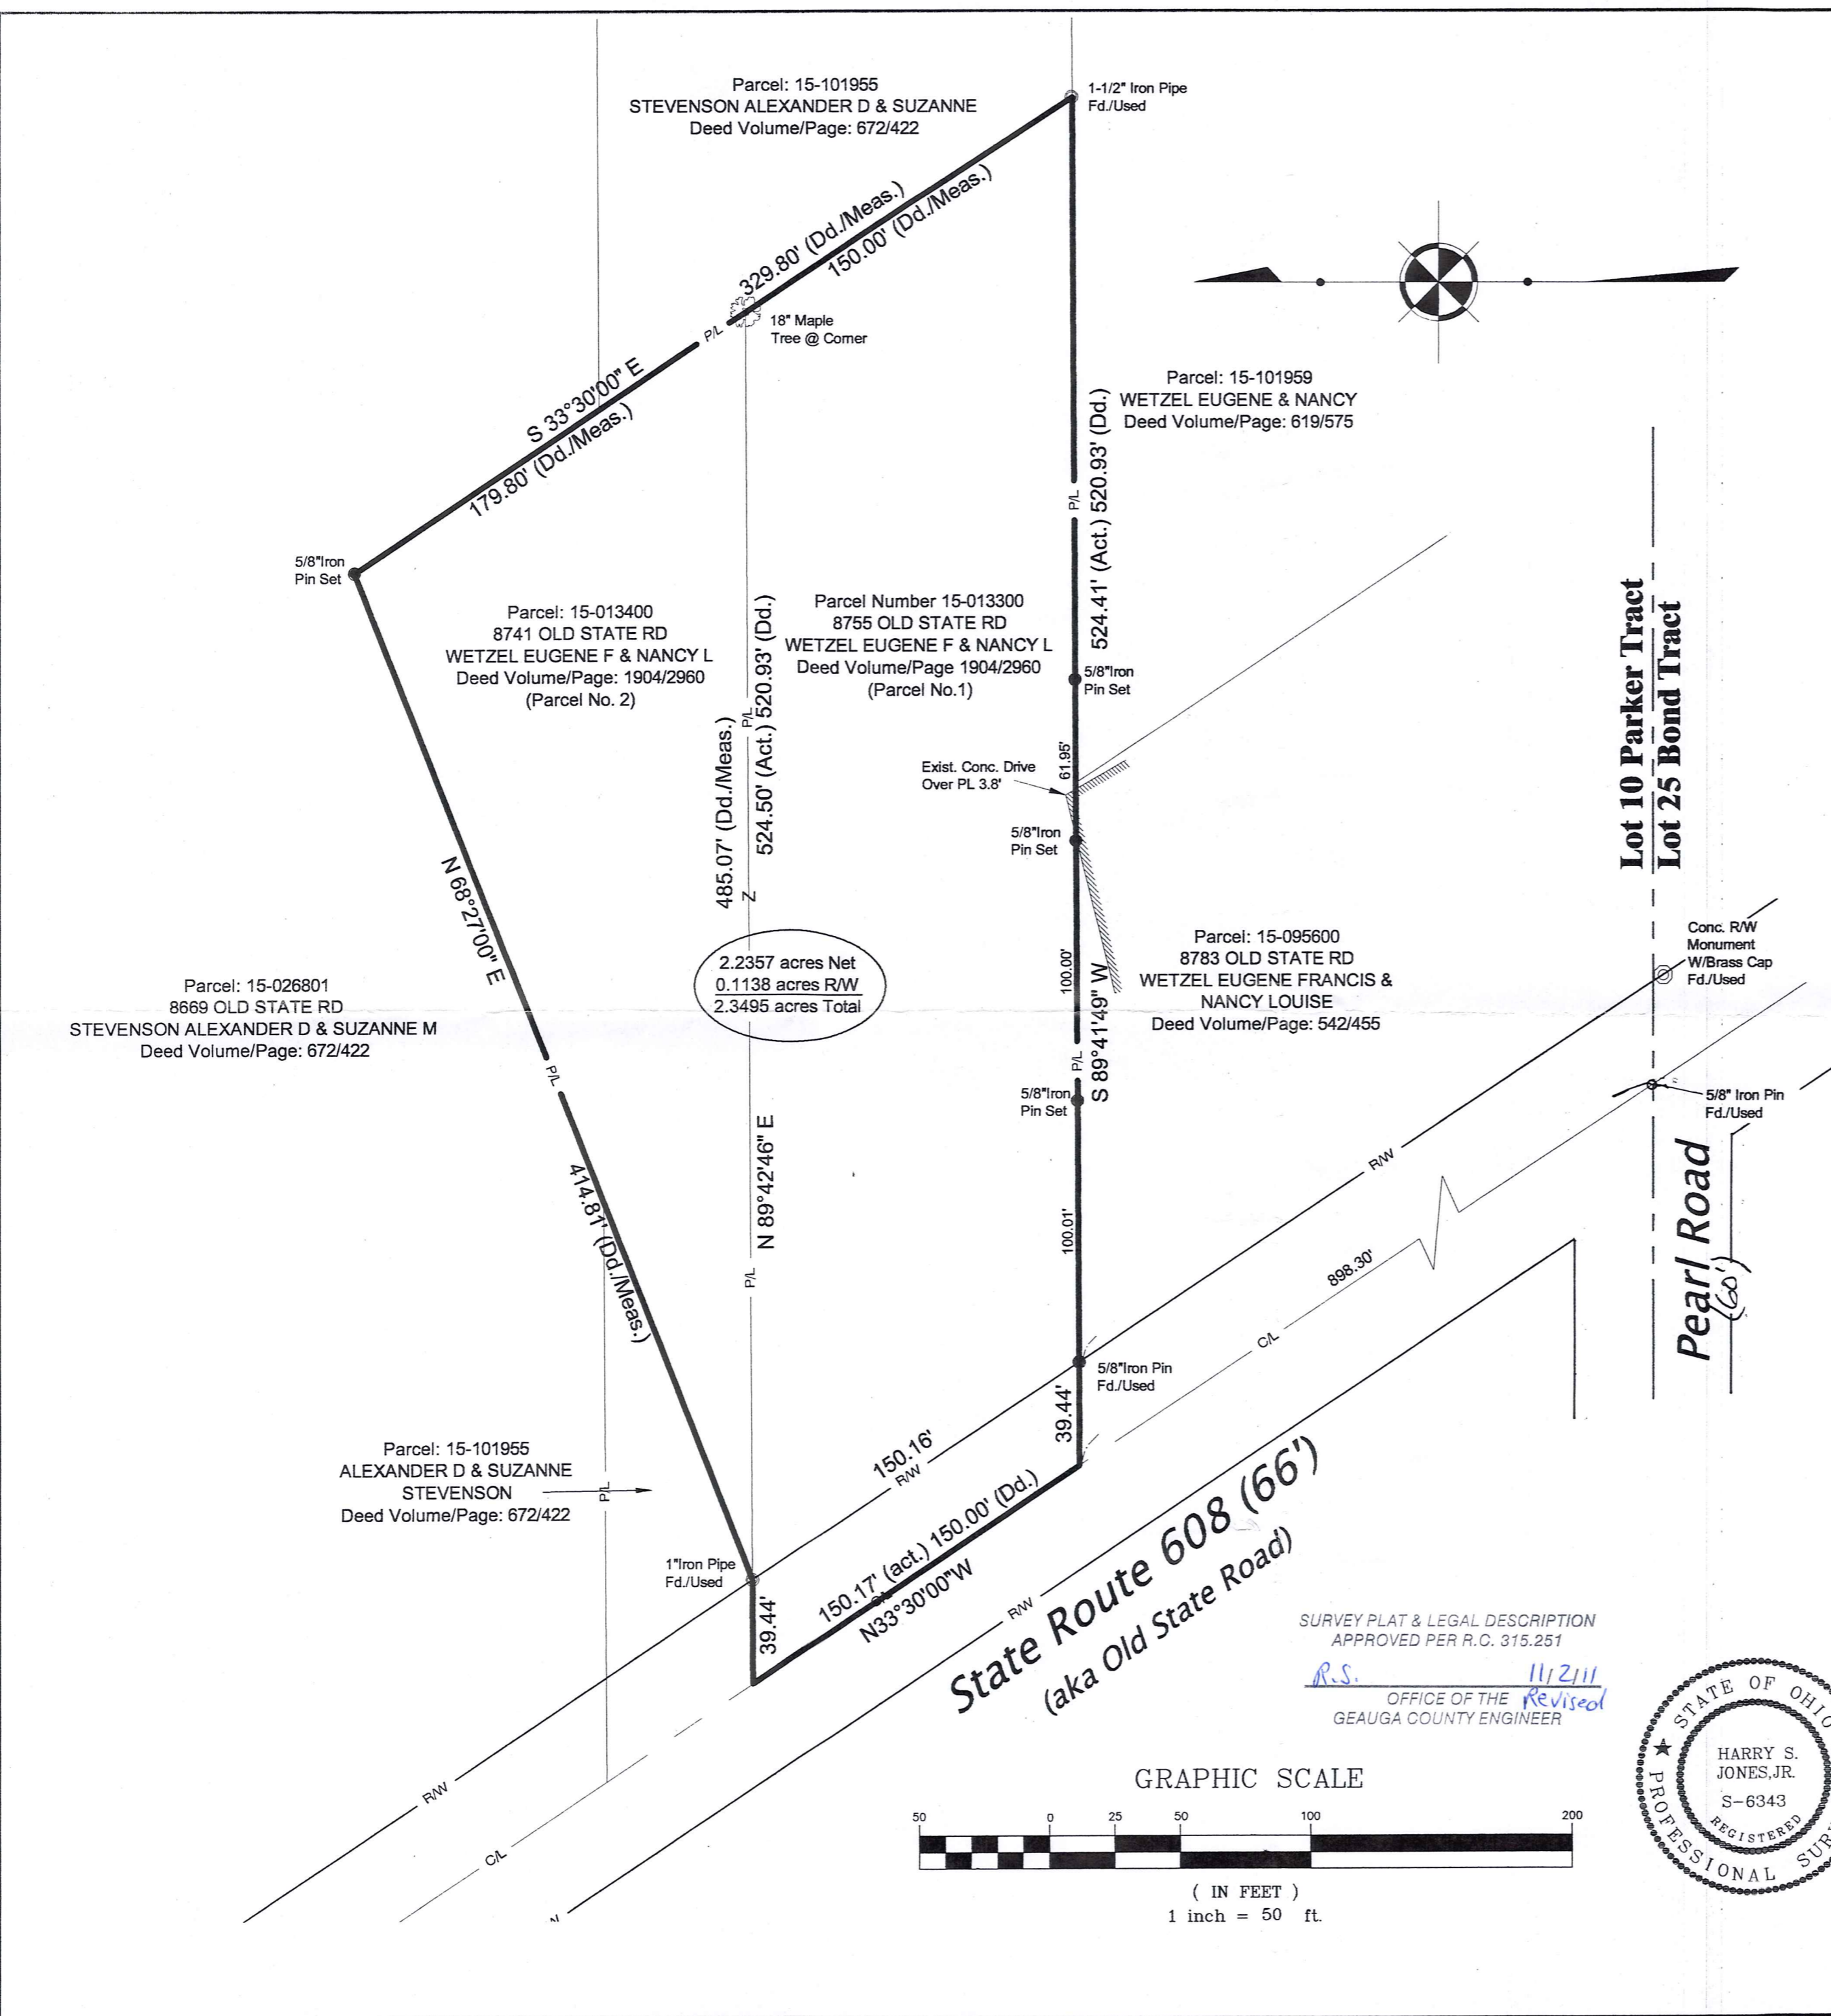 Parcel: 15-101955
STEVENSON ALEXANDER D & SUZANNE
Deed Volume/Page: 672/422
1-1/2" Iron Pipe
Fd./Used
329.80' (Dd./Meas.)
150.00' (Dd./Meas.)
18" Maple
Tree @ Corner
P/L
S 33°30'00" E
179.80' (Dd./Meas.)
Parcel: 15-101959
WETZEL EUGENE & NANCY
Deed Volume/Page: 619/575
P/L
524.41' (Act.) 520.93' (Dd.)
5/8"Iron
Pin Set
Parcel: 15-013400
8741 OLD STATE RD
WETZEL EUGENE F & NANCY L
Deed Volume/Page: 1904/2960
(Parcel No. 2)
Parcel Number 15-013300
8755 OLD STATE RD
WETZEL EUGENE F & NANCY L
Deed Volume/Page 1904/2960
(Parcel No.1)
5/8"Iron
Pin Set
485.07' (Dd./Meas.)
P/L
524.50' (Act.) 520.93' (Dd.)
Z
61.95'
Exist. Conc. Drive
Over PL 3.8'
5/8"Iron
Pin Set
Lot 10 Parker Tract
Lot 25 Bond Tract
N 68°27'00" E
2.2357 acres Net
0.1138 acres R/W
2.3495 acres Total
100.00'
S 89°41'49" W
P/L
Parcel: 15-095600
8783 OLD STATE RD
WETZEL EUGENE FRANCIS &
NANCY LOUISE
Deed Volume/Page: 542/455
Conc. R/W
Monument
W/Brass Cap
Fd./Used
Parcel: 15-026801
8669 OLD STATE RD
STEVENSON ALEXANDER D & SUZANNE M
Deed Volume/Page: 672/422
P/L
5/8"Iron
Pin Set
5/8" Iron Pin
Fd./Used
Pearl Road
(60')
414.81' (Dd./Meas.)
N 89°42'46" E
P/L
100.01'
R/W
898.30'
C/L
5/8"Iron Pin
Fd./Used
39.44'
Parcel: 15-101955
ALEXANDER D & SUZANNE
STEVENSON
Deed Volume/Page: 672/422
P/L
150.16'
R/W
150.17' (act.) 150.00' (Dd.)
N33°30'00"W
1"Iron Pipe
Fd./Used
39.44'
R/W
State Route 608 (66')
(aka Old State Road)
R/W
C/L
SURVEY PLAT & LEGAL DESCRIPTION
APPROVED PER R.C. 315.251
R.S. 11/2/11
OFFICE OF THE Revised
GEAUGA COUNTY ENGINEER
STATE OF OHIO
HARRY S.
JONES,JR.
S-6343
REGISTERED
PROFESSIONAL
GRAPHIC SCALE
50 0 25 50 100 200
( IN FEET )
1 inch = 50 ft.